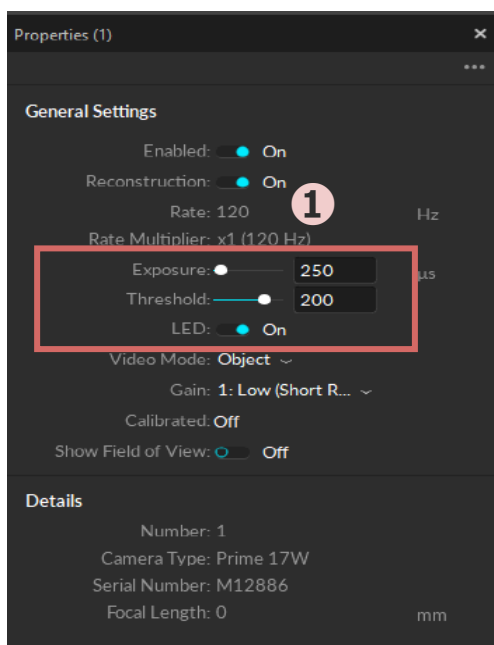 Properties (1) ×
•••
General Settings
Enabled: On
Reconstruction: On
Rate: 120 Hz
1
Rate Multiplier: x1 (120 Hz)
Exposure: 250 µs
Threshold: 200
LED: On
Video Mode: Object
Gain: 1: Low (Short R...
Calibrated: Off
Show Field of View: Off
Details
Number: 1
Camera Type: Prime 17W
Serial Number: M12886
Focal Length: 0 mm